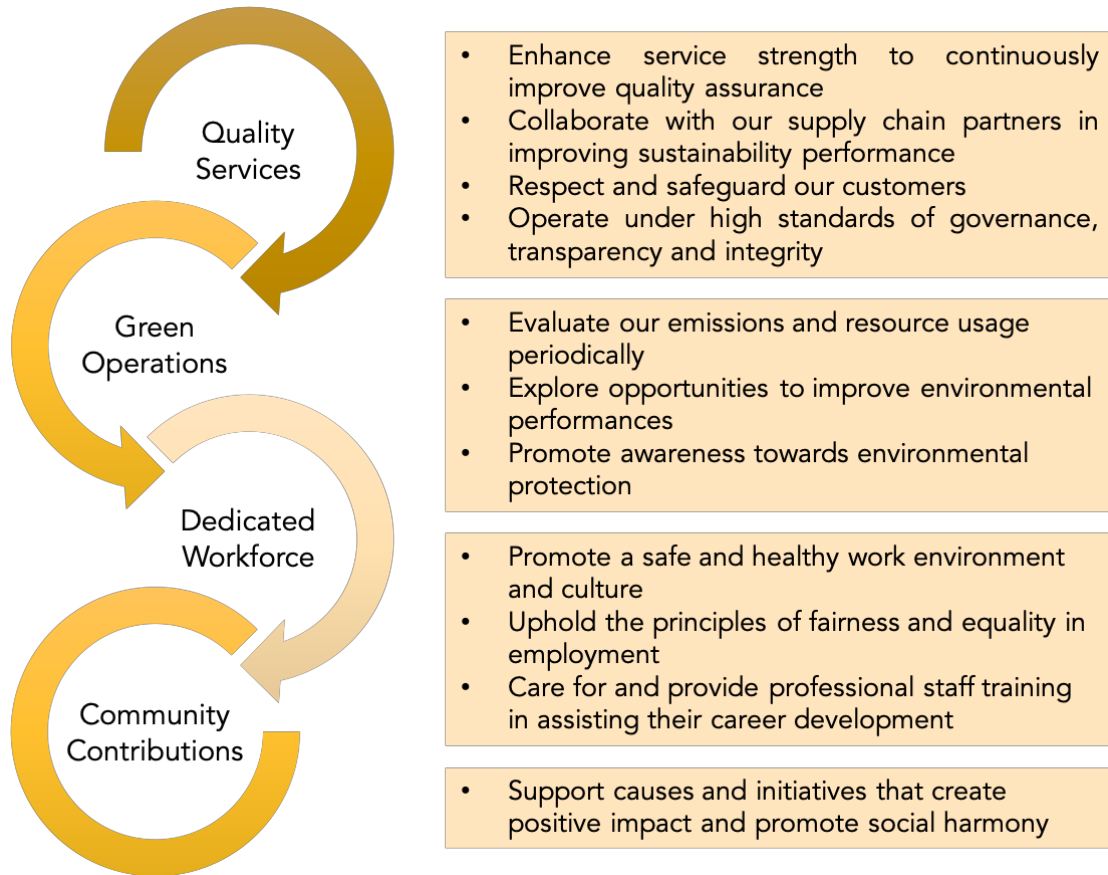 Quality
Services
• Enhance service strength to continuously
improve quality assurance
• Collaborate with our supply chain partners in
improving sustainability performance
• Respect and safeguard our customers
• Operate under high standards of governance,
transparency and integrity
Green
Operations
• Evaluate our emissions and resource usage
periodically
• Explore opportunities to improve environmental
performances
• Promote awareness towards environmental
protection
Dedicated
Workforce
• Promote a safe and healthy work environment
and culture
• Uphold the principles of fairness and equality in
employment
• Care for and provide professional staff training
in assisting their career development
Community
Contributions
• Support causes and initiatives that create
positive impact and promote social harmony